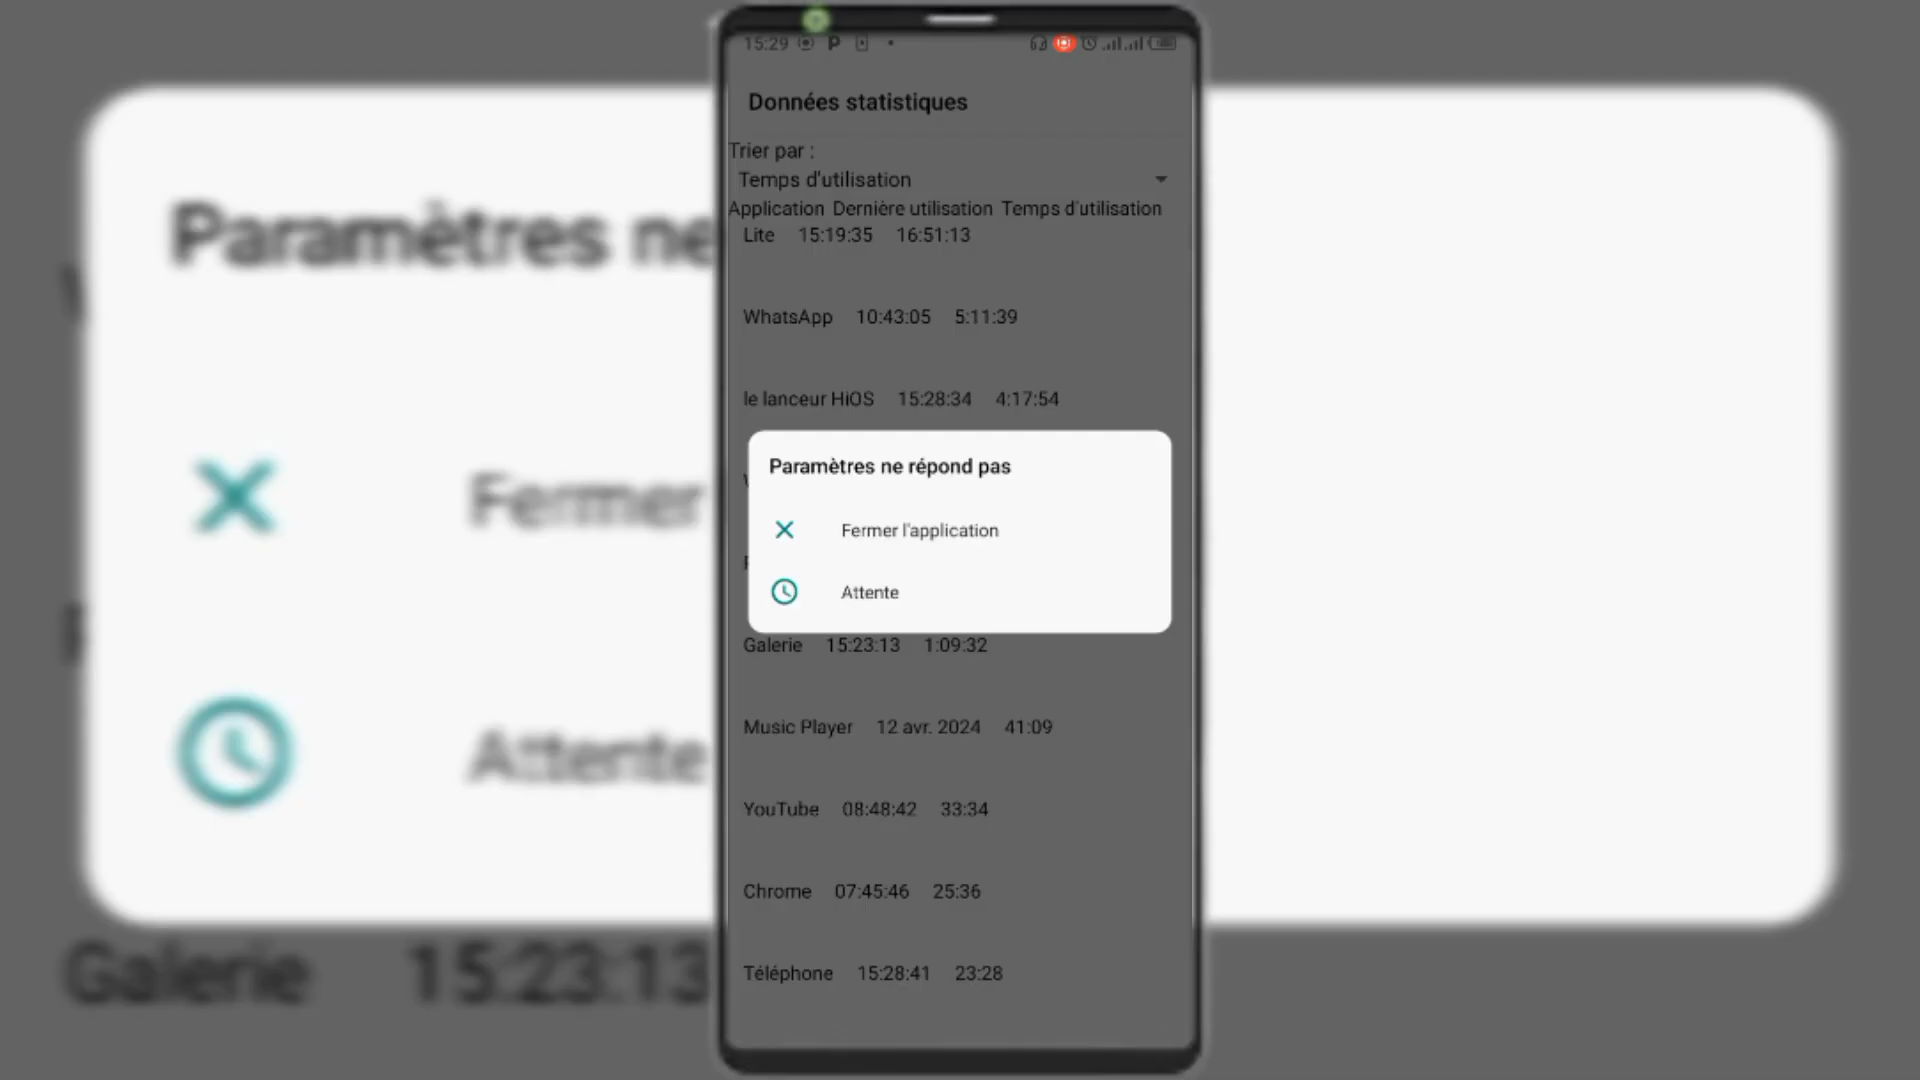 15:29
Données statistiques
Trier par :
Temps d'utilisation
Application Dernière utilisation Temps d'utilisation
Lite 15:19:35 16:51:13
WhatsApp 10:43:05 5:11:39
le lanceur HiOS 15:28:34 4:17:54
Paramètres ne répond pas
Fermer l'application
Attente
Galerie 15:23:13 1:09:32
Music Player 12 avr. 2024 41:09
YouTube 08:48:42 33:34
Chrome 07:45:46 25:36
Téléphone 15:28:41 23:28
Paramètres ne
Fermer
Attente
Galerie 15:23:13